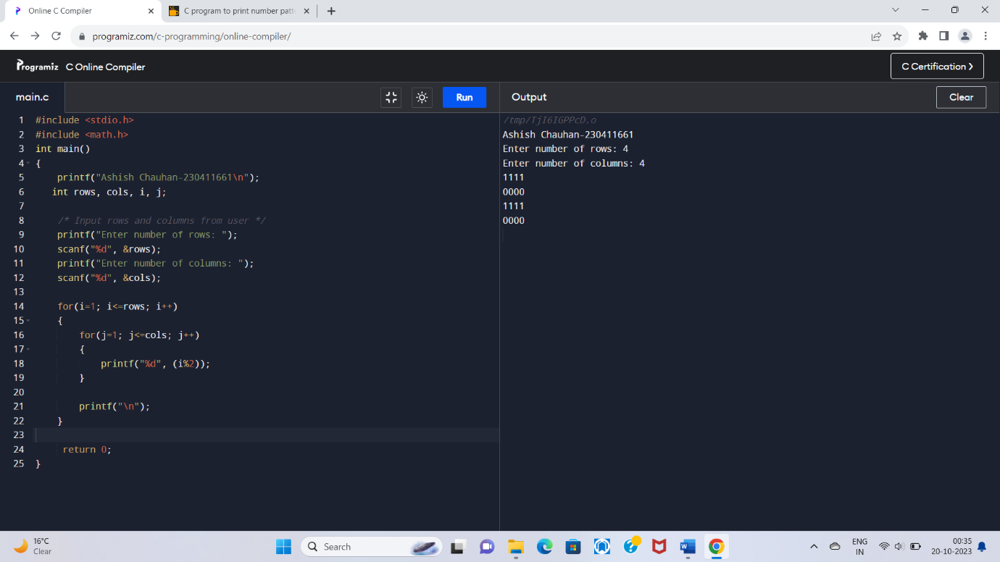 Online C Compiler
C program to print number patt
programiz.com/c-programming/online-compiler/
Programiz C Online Compiler
C Certification >
main.c
Run
Output
Clear
1 #include <stdio.h>
2 #include <math.h>
3 int main()
4 {
5 printf("Ashish Chauhan-230411661\n");
6 int rows, cols, i, j;
7
8 /* Input rows and columns from user */
9 printf("Enter number of rows: ");
10 scanf("%d", &rows);
11 printf("Enter number of columns: ");
12 scanf("%d", &cols);
13
14 for(i=1; i<=rows; i++)
15 {
16 for(j=1; j<=cols; j++)
17 {
18 printf("%d", (i%2));
19 }
20
21 printf("\n");
22 }
23
24 return 0;
25 }
/tmp/TjI6IGPPcD.o
Ashish Chauhan-230411661
Enter number of rows: 4
Enter number of columns: 4
1111
0000
1111
0000
16°C
Clear
Search
ENG
IN
00:35
20-10-2023